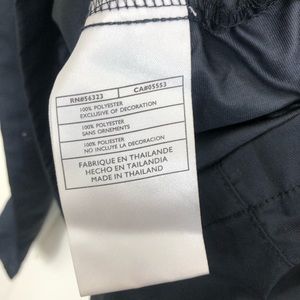 RN#56323 CA#05553
100% POLYESTER
EXCLUSIVE OF DECORATION
100% POLYESTER
SANS ORNEMENTS
100% POLYESTER
NO INCLUYE LA DECORACION
FABRIQUE EN THAILANDE
HECHO EN TAILANDIA
MADE IN THAILAND